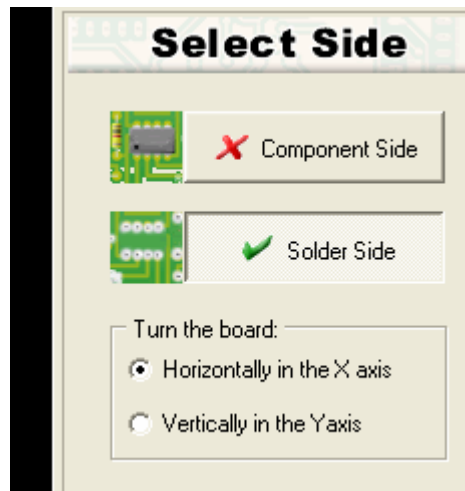 Select Side
Component Side
Solder Side
Turn the board:
Horizontally in the X axis
Vertically in the Yaxis